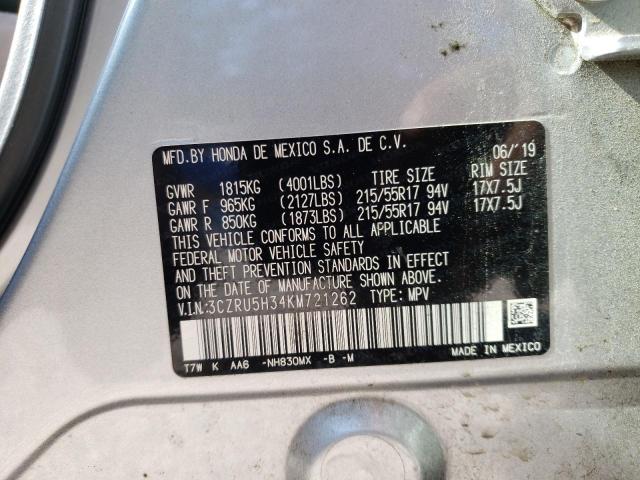 MFD.BY HONDA DE MEXICO S.A. DE C.V. 06/'19
GVWR 1815KG (4001LBS) TIRE SIZE RIM SIZE
GAWR F 965KG (2127LBS) 215/55R17 94V 17X7.5J
GAWR R 850KG (1873LBS) 215/55R17 94V 17X7.5J
THIS VEHICLE CONFORMS TO ALL APPLICABLE
FEDERAL MOTOR VEHICLE SAFETY
AND THEFT PREVENTION STANDARDS IN EFFECT
ON THE DATE OF MANUFACTURE SHOWN ABOVE.
V.I.N.:3CZRU5H34KM721262 TYPE: MPV
T7W K AA6 -NH830MX -B -M MADE IN MEXICO